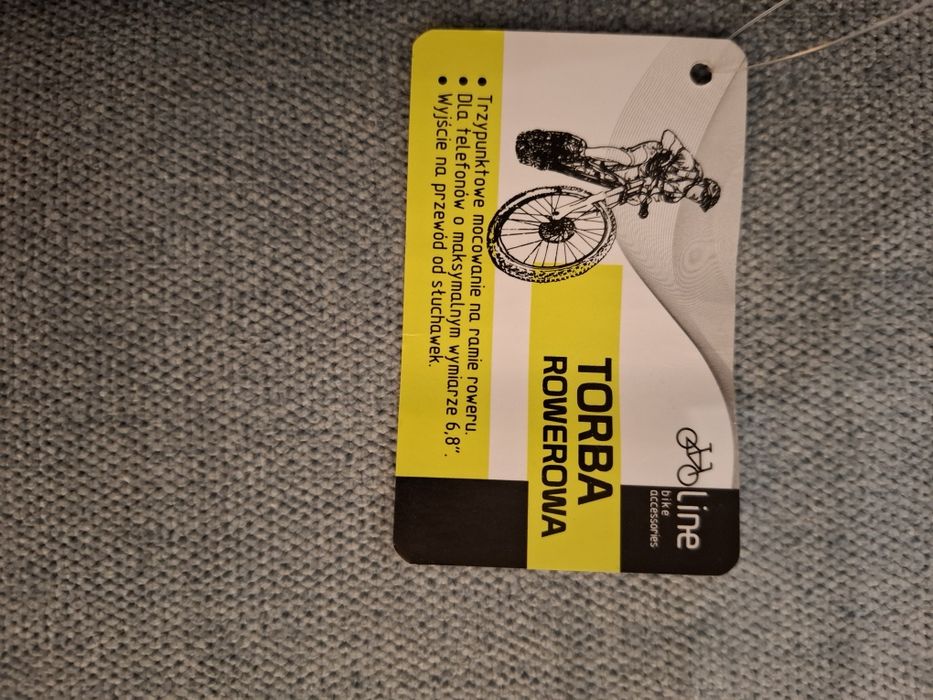 line
bike
accessories
TORBA
ROWEROWA
• Trzypunktowe mocowanie na ramie roweru.
• Dla telefonów o maksymalnym wymiarze 6,8”.
• Wyjście na przewód od słuchawek.